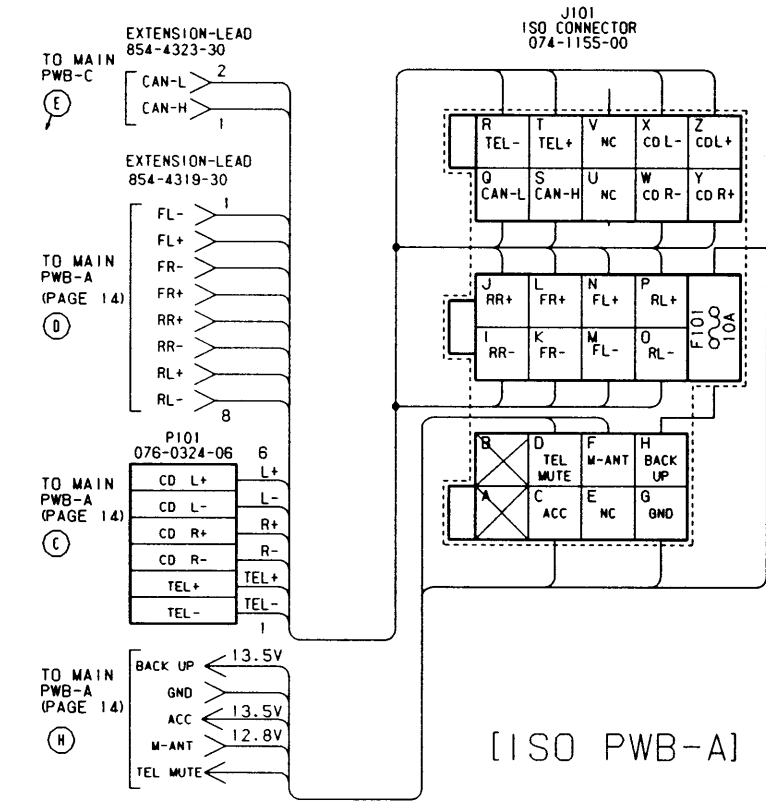 EXTENSION-LEAD
854-4323-30
TO MAIN
PWB-C
E
CAN-L
2
CAN-H
1
EXTENSION-LEAD
854-4319-30
TO MAIN
PWB-A
(PAGE 14)
D
FL-
1
FL+
FR-
FR+
RR+
RR-
RL+
RL-
8
P101
076-0324-06
6
TO MAIN
PWB-A
(PAGE 14)
C
CD L+
L+
CD L-
L-
CD R+
R+
CD R-
R-
TEL+
TEL+
TEL-
TEL-
1
TO MAIN
PWB-A
(PAGE 14)
H
BACK UP
13.5V
GND
ACC
13.5V
M-ANT
12.8V
TEL MUTE
J101
ISO CONNECTOR
074-1155-00
R
TEL-
T
TEL+
V
NC
X
CD L-
Z
CDL+
Q
CAN-L
S
CAN-H
U
NC
W
CD R-
Y
CD R+
J
RR+
L
FR+
N
FL+
P
RL+
I
RR-
K
FR-
M
FL-
O
RL-
F101
10A
B
D
TEL
MUTE
F
M-ANT
H
BACK
UP
A
C
ACC
E
NC
G
GND
[ISO PWB-A]